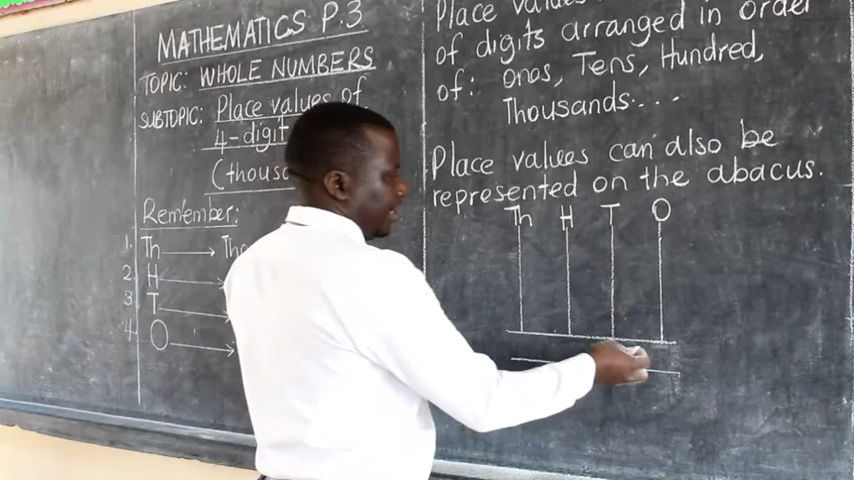 MATHEMATICS P.3
TOPIC: WHOLE NUMBERS
SUBTOPIC: Place values of
4-digit
(thous
Remember:
1. Th → Tho
2. H →
3. T →
4. O →
Place values
of digits arranged in order
of: Ones, Tens, Hundred,
Thousands....
Place values can also be
represented on the abacus.
Th H T O